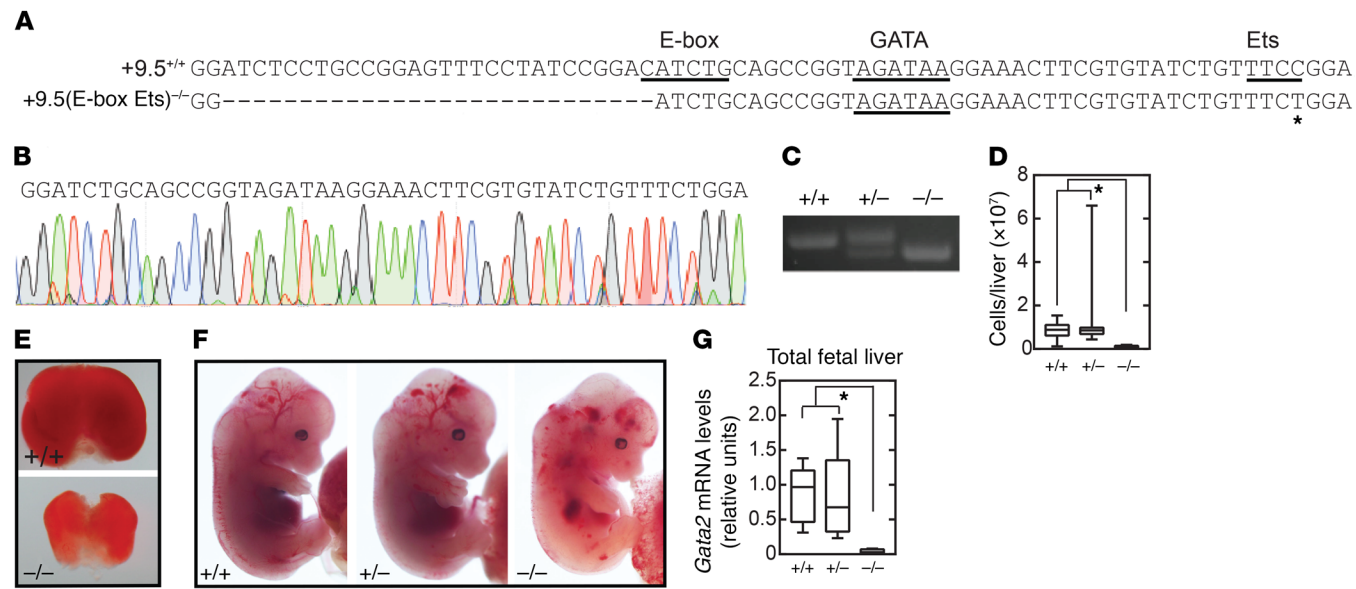 A
E-box GATA Ets
+9.5+/+ GGATCTCCTGCCGGAGTTTCCTATCCGGACATCTGCAGCCGGTAGATAAGGAAACTTCGTGTATCTGTTTCCGGA
+9.5(E-box Ets)–/– GG----------------------------ATCTGCAGCCGGTAGATAAGGAAACTTCGTGTATCTGTTTCTGGA
*
B
GGATCTGCAGCCGGTAGATAAGGAAACTTCGTGTATCTGTTTCTGGA
C
+/+ +/– –/–
D
Cells/liver (×10⁷)
8
6
4
2
0
*
+/+ +/– –/–
E
+/+
–/–
F
+/+ +/– –/–
G
Total fetal liver
Gata2 mRNA levels
(relative units)
2.5
2.0
1.5
1.0
0.5
0
*
+/+ +/– –/–